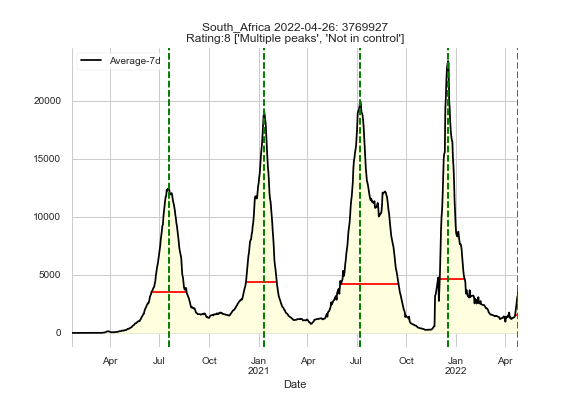 South_Africa 2022-04-26: 3769927
Rating:8 ['Multiple peaks', 'Not in control']
Average-7d
20000
15000
10000
5000
0
Apr Jul Oct Jan Apr Jul Oct Jan Apr
2021 2022
Date